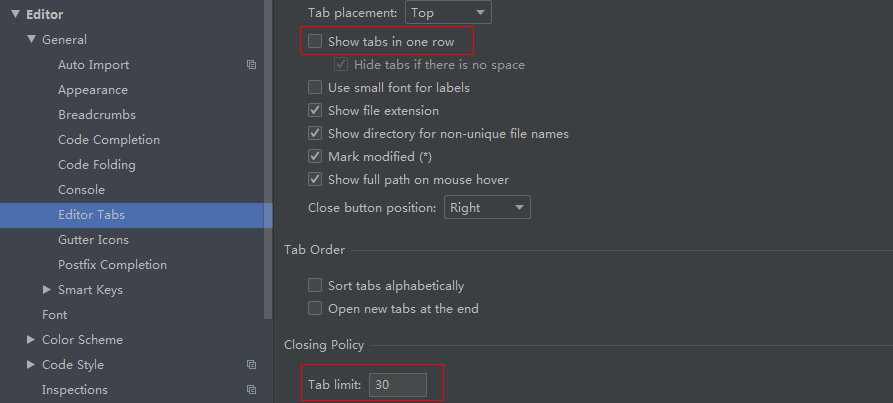 Editor
General
Auto Import
Appearance
Breadcrumbs
Code Completion
Code Folding
Console
Editor Tabs
Gutter Icons
Postfix Completion
Smart Keys
Font
Color Scheme
Code Style
Inspections
Tab placement: Top
Show tabs in one row
Hide tabs if there is no space
Use small font for labels
Show file extension
Show directory for non-unique file names
Mark modified (*)
Show full path on mouse hover
Close button position: Right
Tab Order
Sort tabs alphabetically
Open new tabs at the end
Closing Policy
Tab limit: 30